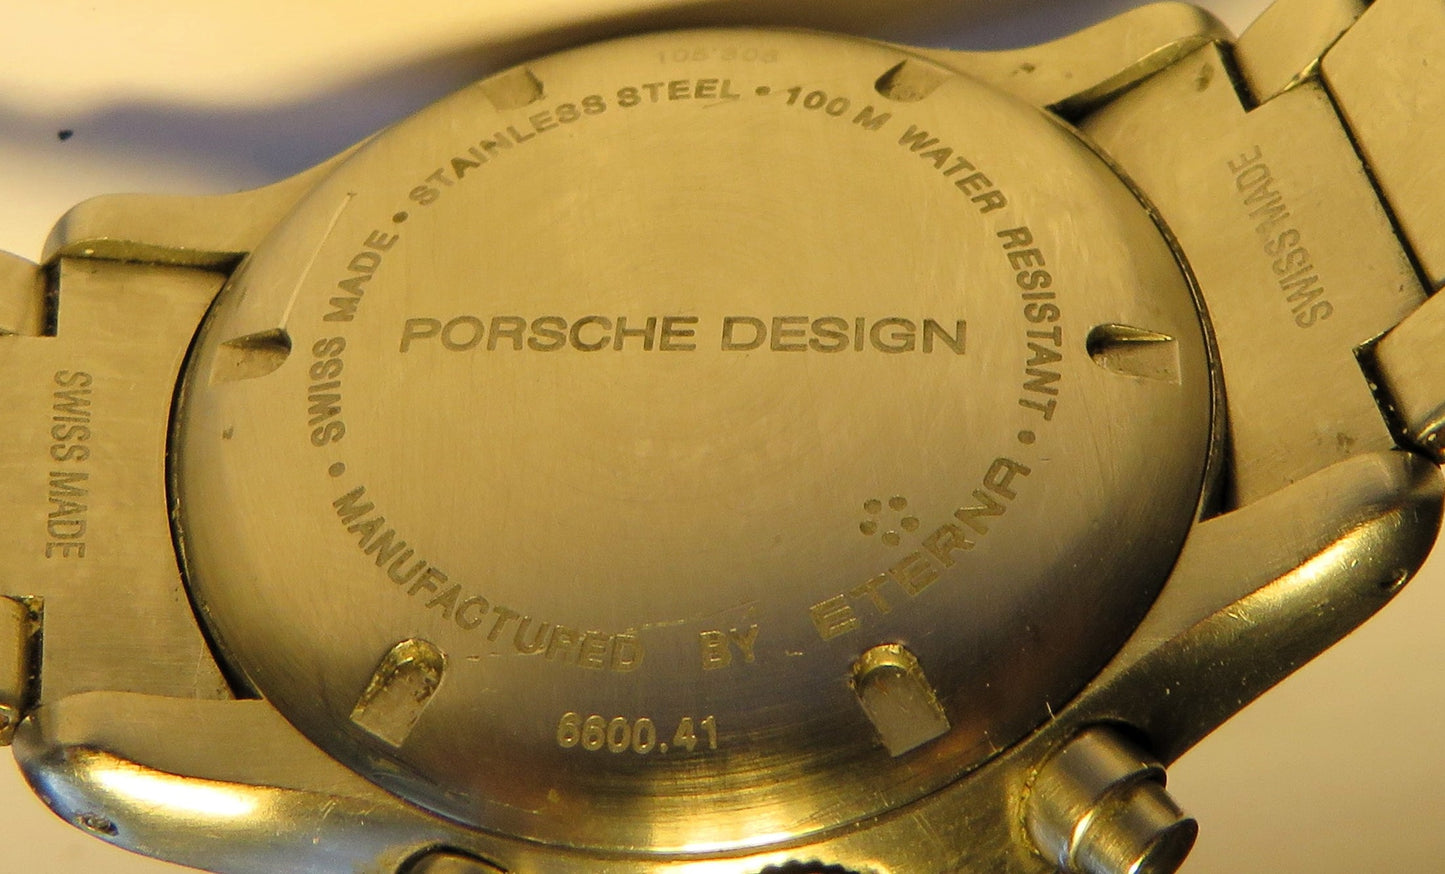 STAINLESS STEEL • 100 M WATER RESISTANT •
PORSCHE DESIGN
SWISS MADE •
MANUFACTURED BY ETERNA
6600.41
SWISS MADE
SWISS MADE